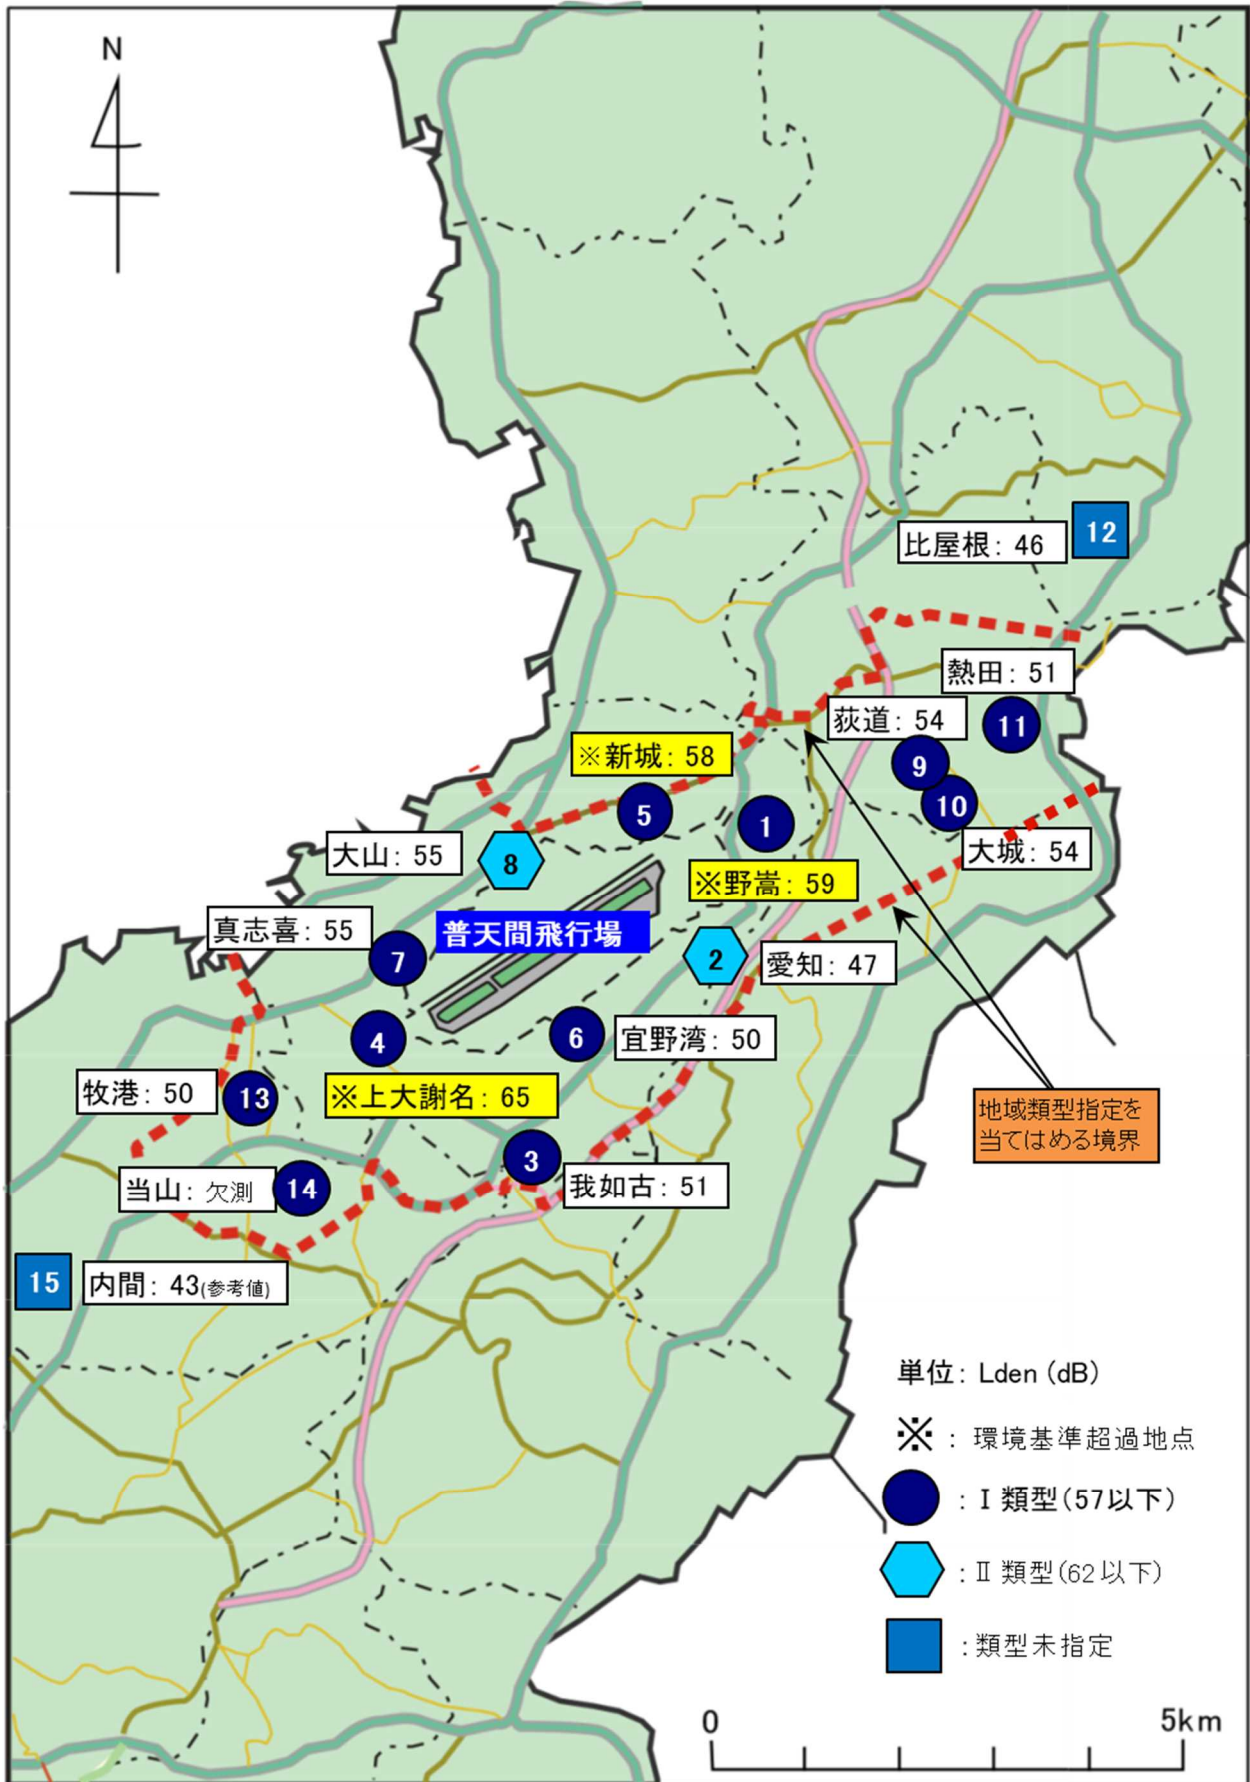 N
12
比屋根: 46
熱田: 51
荻道: 54
11
※新城: 58
9
10
5
1
大城: 54
大山: 55
8
※野嵩: 59
真志喜: 55
普天間飛行場
7
2
愛知: 47
4
6
宜野湾: 50
牧港: 50
13
※上大謝名: 65
地域類型指定を
当てはめる境界
3
当山: 欠測
14
我如古: 51
15
内間: 43(参考値)
単位: Lden (dB)
※ : 環境基準超過地点
: Ⅰ類型(57以下)
: Ⅱ類型(62以下)
: 類型未指定
0
5km